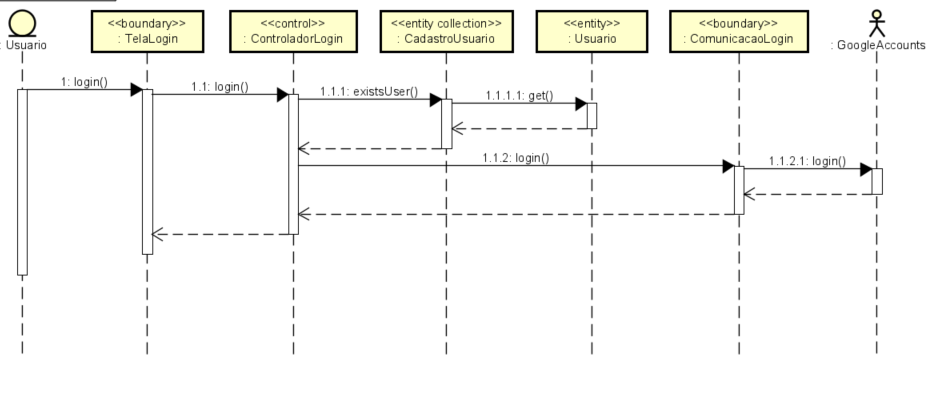 : Usuario
<<boundary>>
: TelaLogin
<<control>>
: ControladorLogin
<<entity collection>>
: CadastroUsuario
<<entity>>
: Usuario
<<boundary>>
: ComunicacaoLogin
: GoogleAccounts
1: login()
1.1: login()
1.1.1: existsUser()
1.1.1.1: get()
1.1.2: login()
1.1.2.1: login()